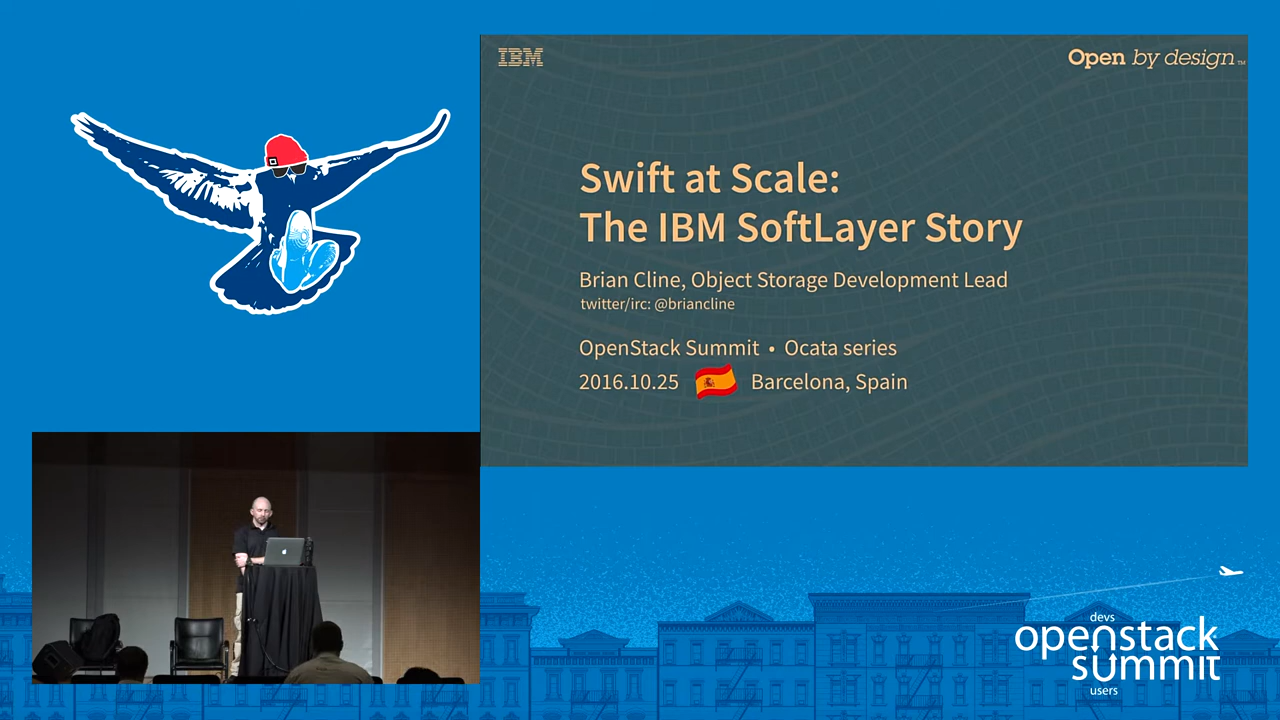 IBM
Open by design™
Swift at Scale:
The IBM SoftLayer Story
Brian Cline, Object Storage Development Lead
twitter/irc: @briancline
OpenStack Summit • Ocata series
2016.10.25 Barcelona, Spain
devs
openstack
summit
users